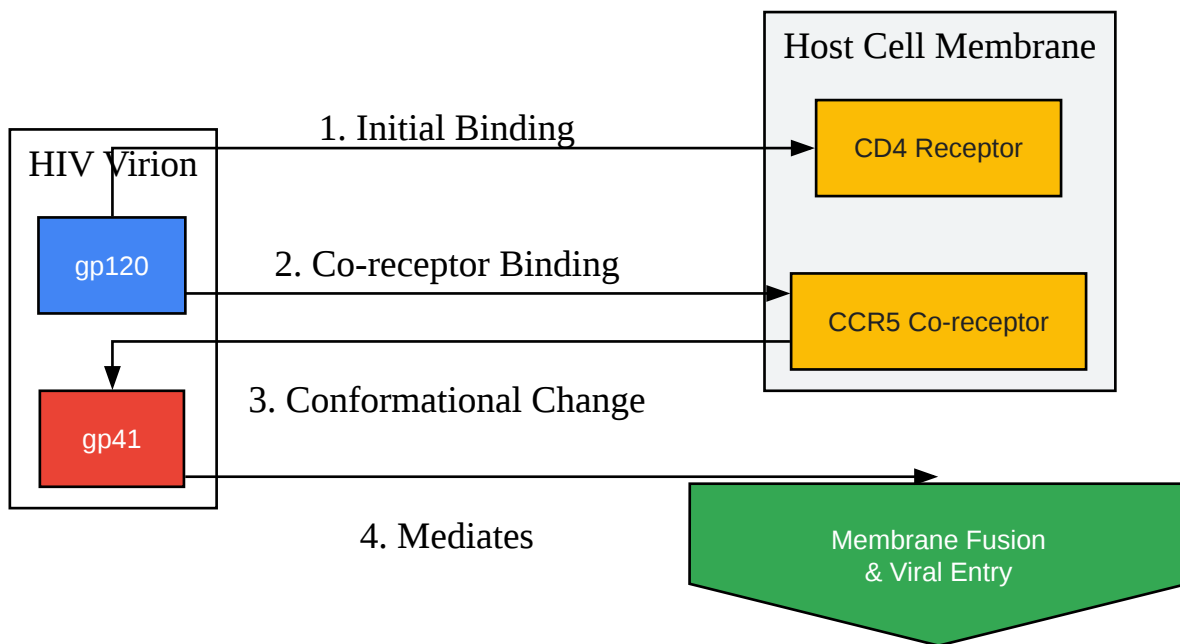 Host Cell Membrane
1. Initial Binding
CD4 Receptor
HIV Virion
gp120
2. Co-receptor Binding
CCR5 Co-receptor
3. Conformational Change
gp41
4. Mediates
Membrane Fusion
& Viral Entry